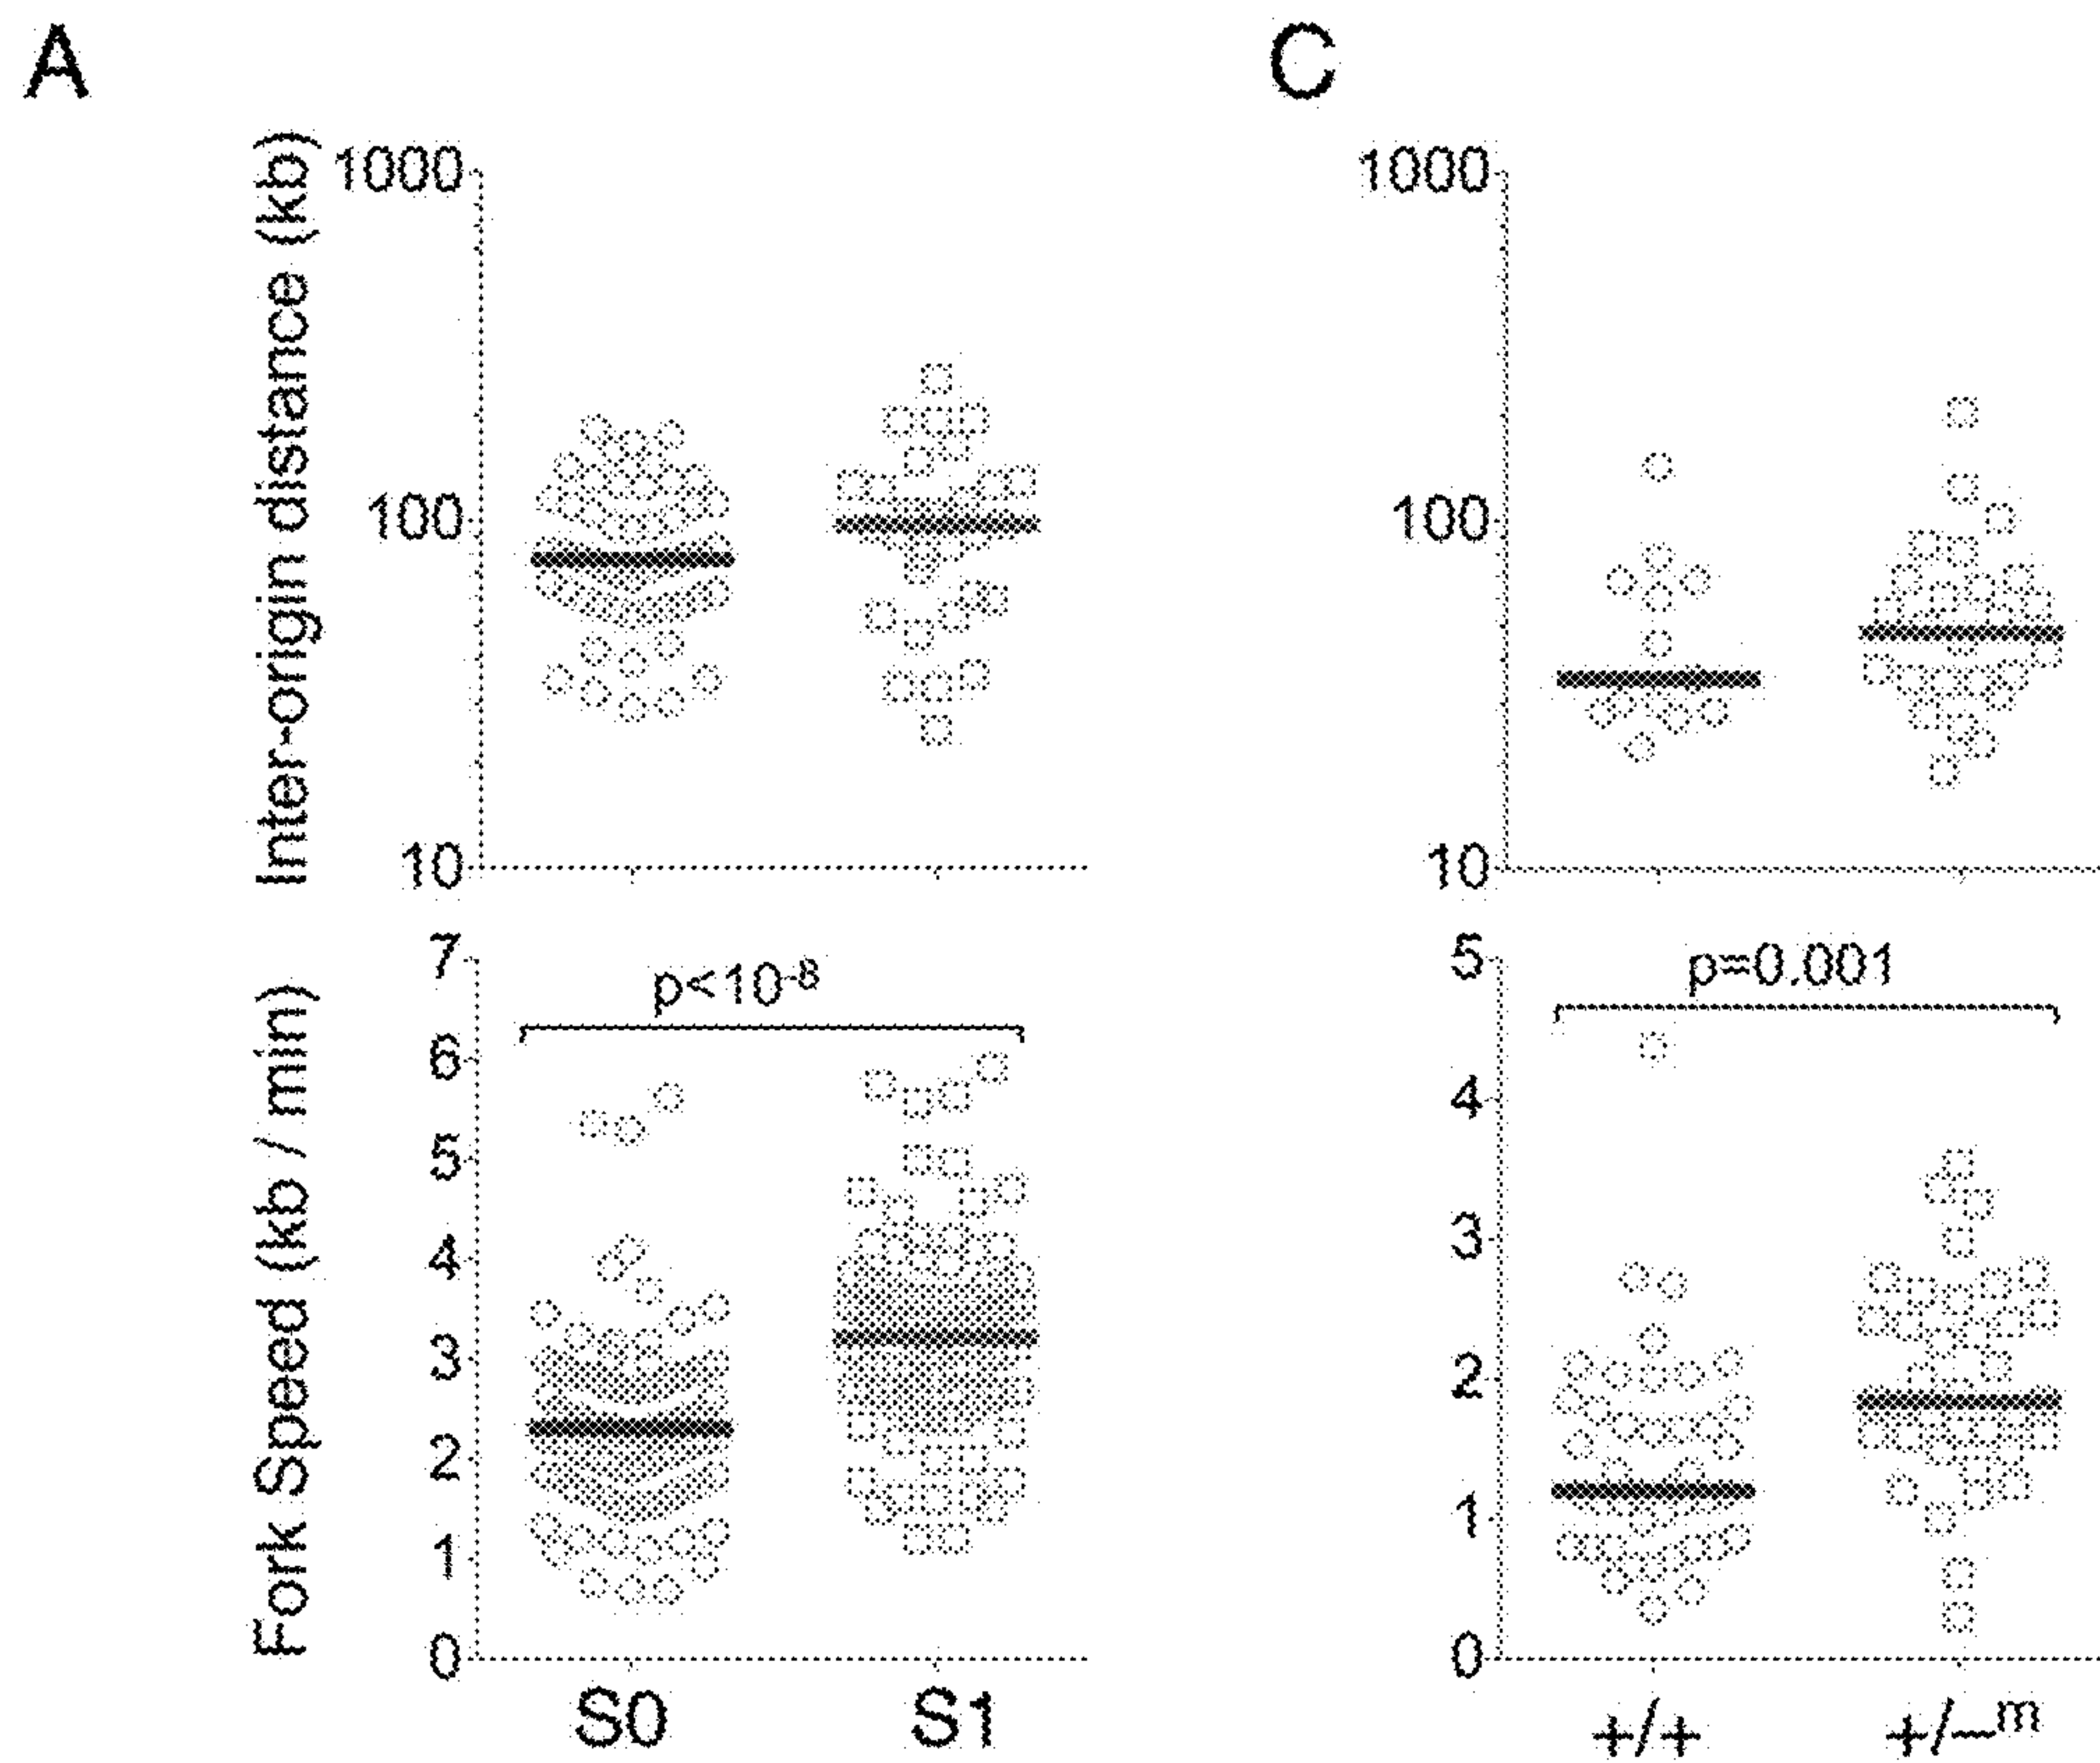 A
C
Inter-origin distance (kb)
1000
100
10
1000
100
10
Fork Speed (kb / min)
7
6
5
4
3
2
1
0
p<10-8
S0
S1
5
4
3
2
1
0
p=0.001
+/+
+/–m